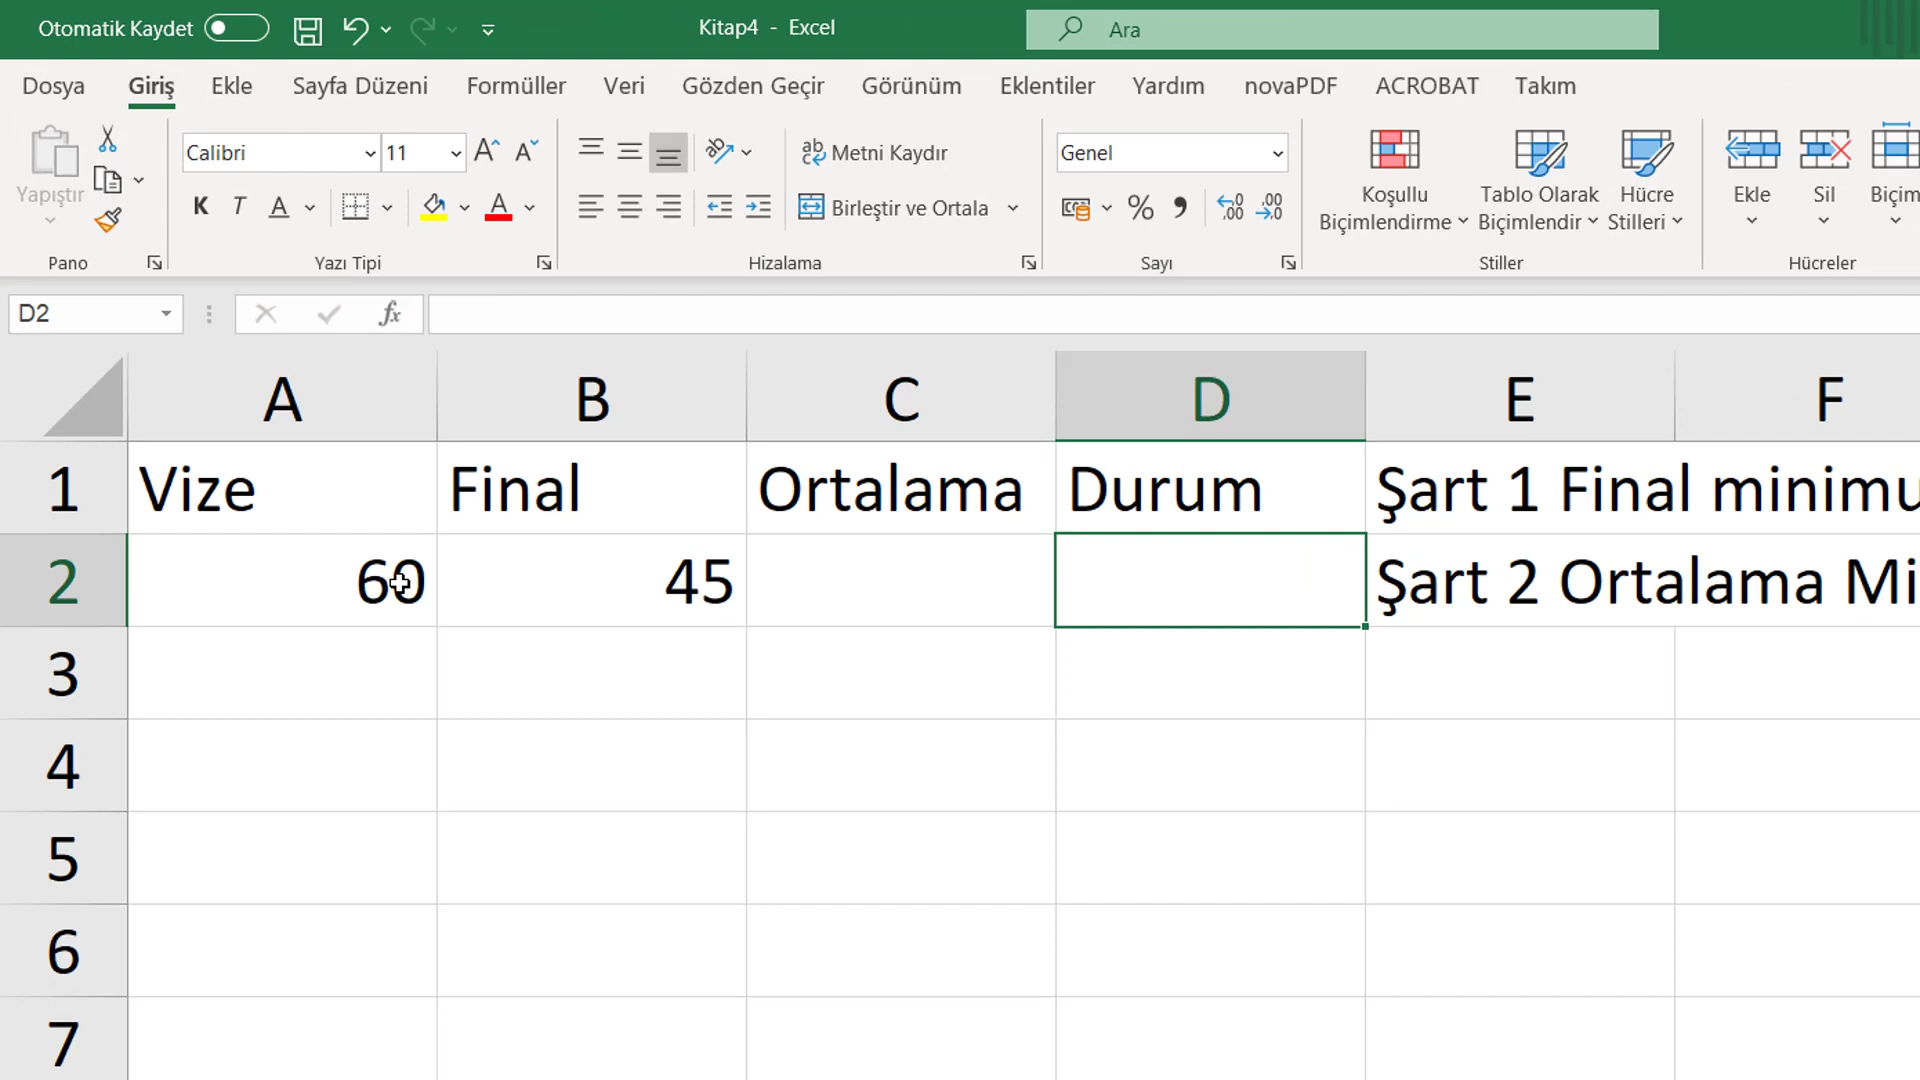 Otomatik Kaydet
Kitap4 - Excel
Ara
Dosya Giriş Ekle Sayfa Düzeni Formüller Veri Gözden Geçir Görünüm Eklentiler Yardım novaPDF ACROBAT Takım
Yapıştır
Pano
Calibri 11
K T A
Yazı Tipi
Metni Kaydır
Birleştir ve Ortala
Hizalama
Genel
%
Sayı
Koşullu Biçimlendirme
Tablo Olarak Biçimlendir
Hücre Stilleri
Stiller
Ekle
Sil
Biçim
Hücreler
D2
fx
A B C D E F
1 Vize Final Ortalama Durum Şart 1 Final minimu
2 60 45 Şart 2 Ortalama Mi
3
4
5
6
7